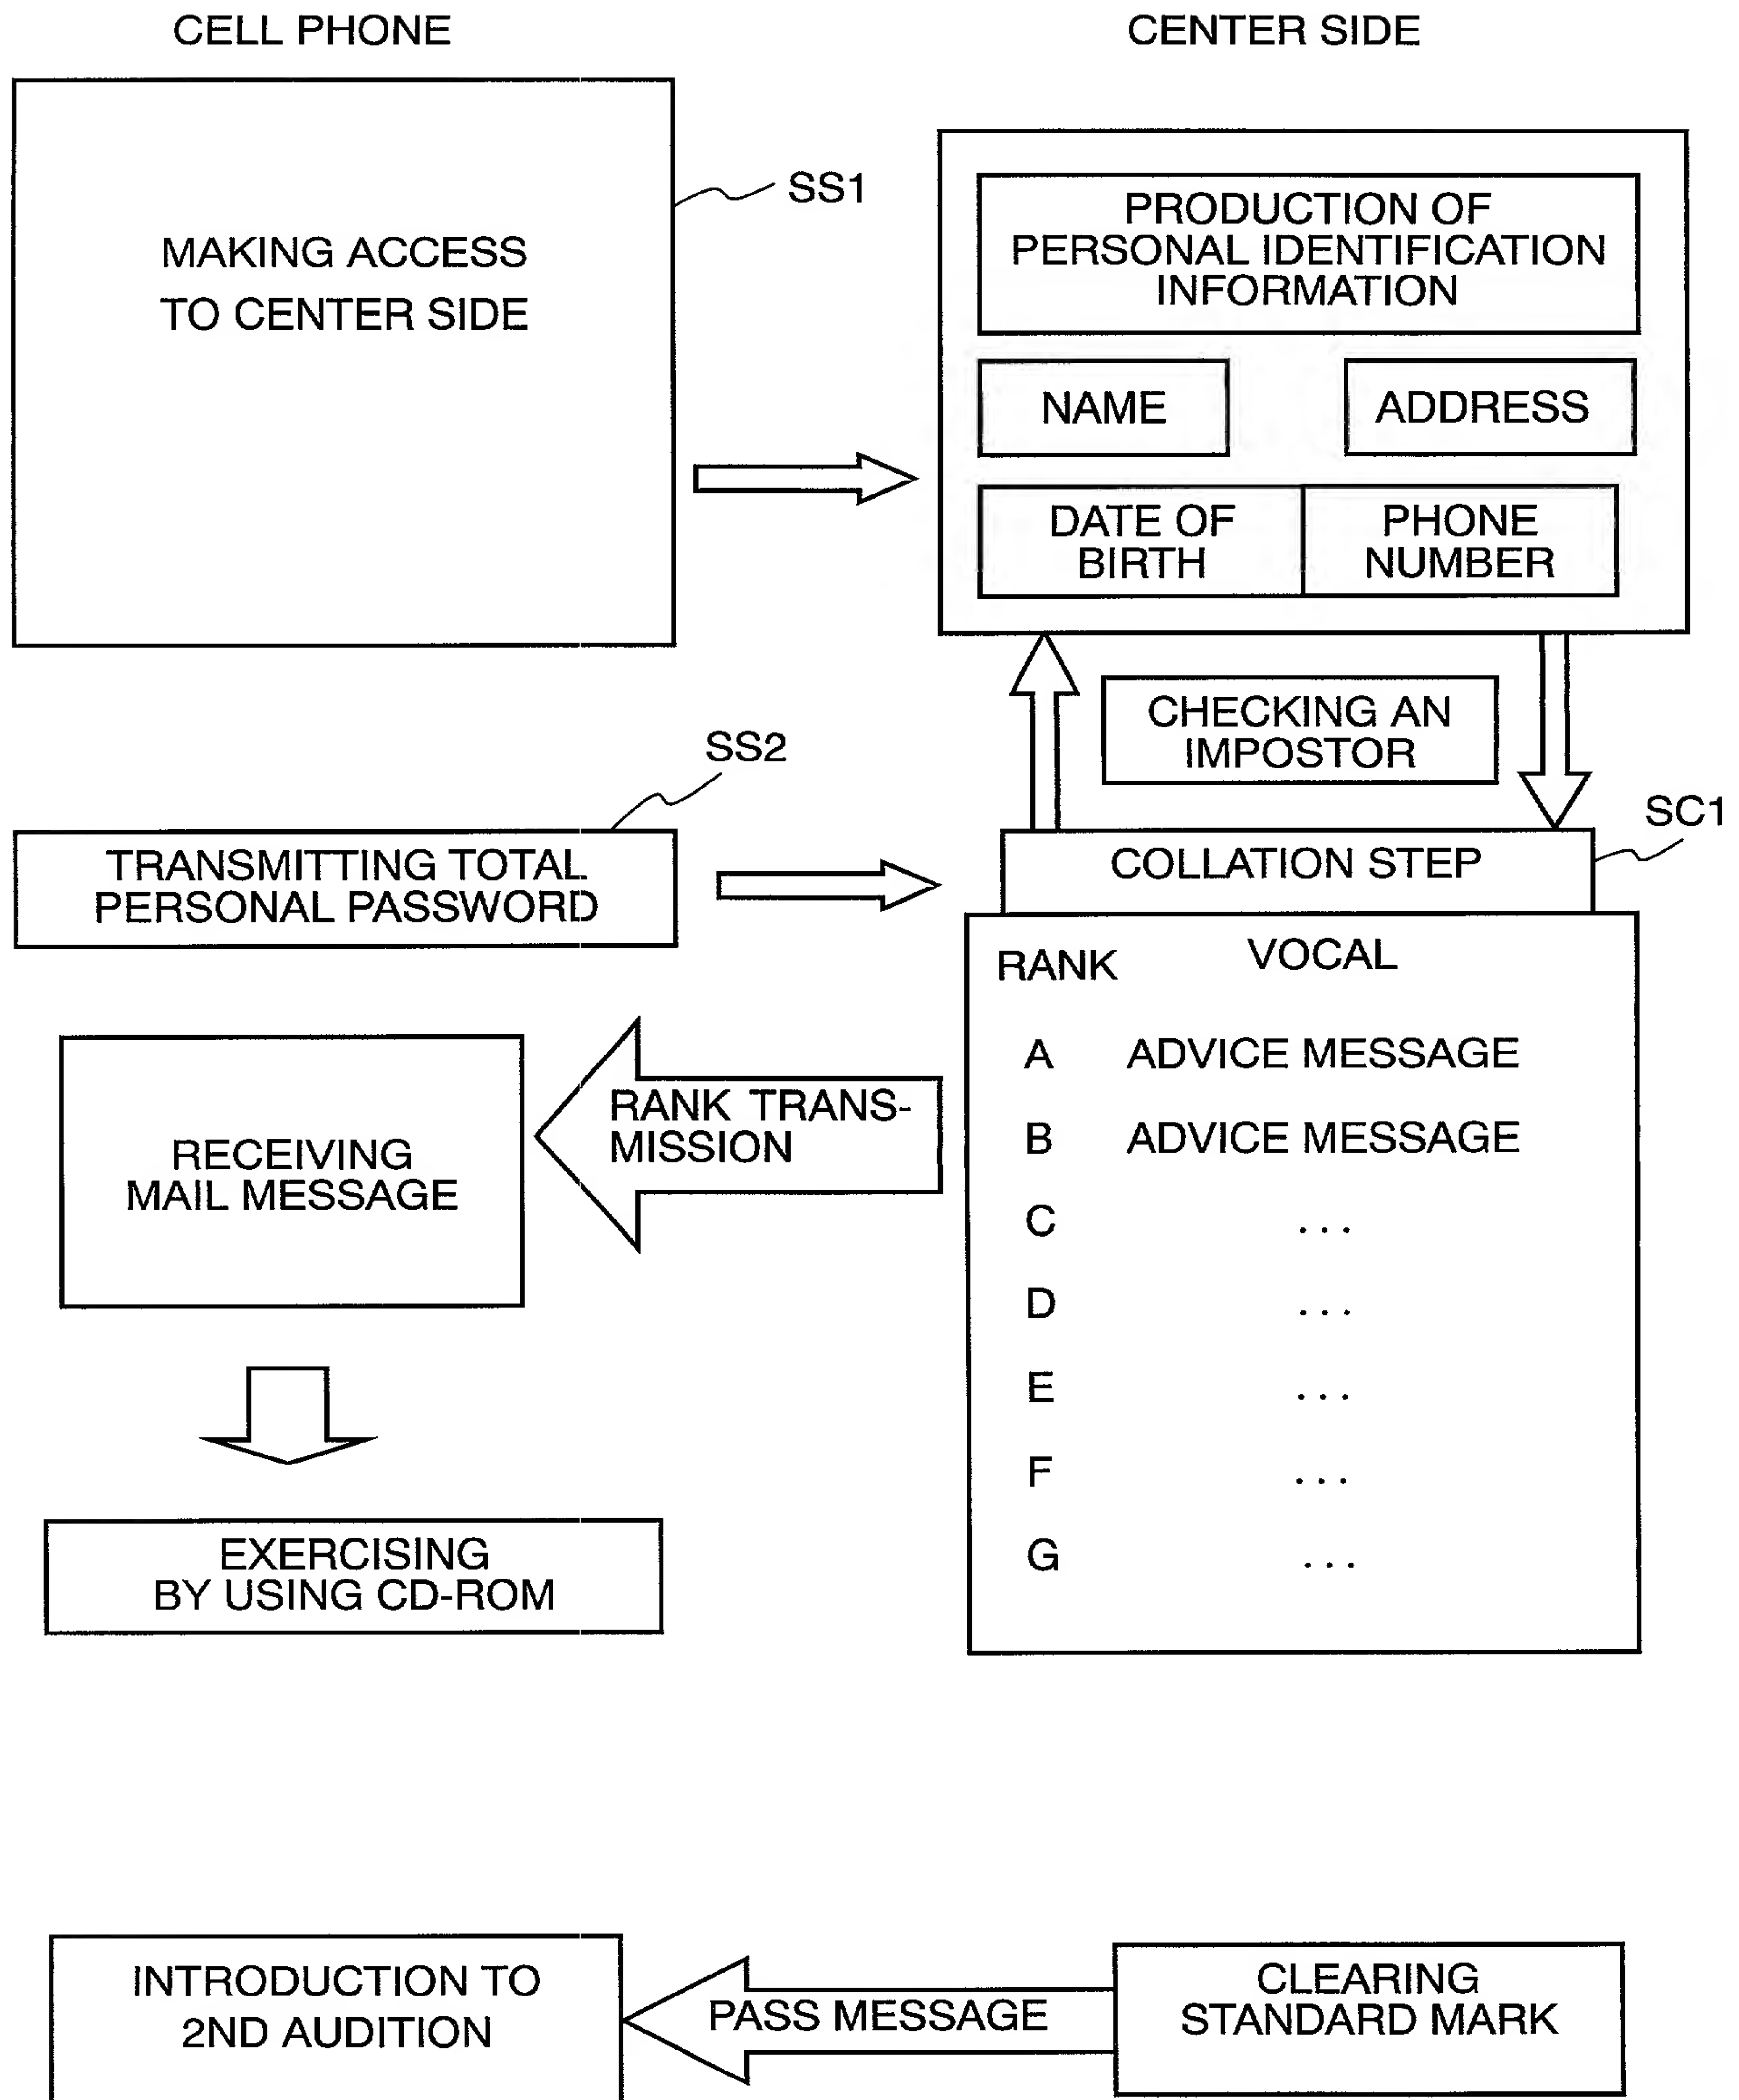 CELL PHONE
CENTER SIDE
MAKING ACCESS
TO CENTER SIDE
SS1
PRODUCTION OF
PERSONAL IDENTIFICATION
INFORMATION
NAME
ADDRESS
DATE OF
BIRTH
PHONE
NUMBER
CHECKING AN
IMPOSTOR
SS2
SC1
TRANSMITTING TOTAL
PERSONAL PASSWORD
COLLATION STEP
RANK VOCAL
A ADVICE MESSAGE
B ADVICE MESSAGE
C ...
D ...
E ...
F ...
G ...
RANK TRANS-
MISSION
RECEIVING
MAIL MESSAGE
EXERCISING
BY USING CD-ROM
INTRODUCTION TO
2ND AUDITION
PASS MESSAGE
CLEARING
STANDARD MARK